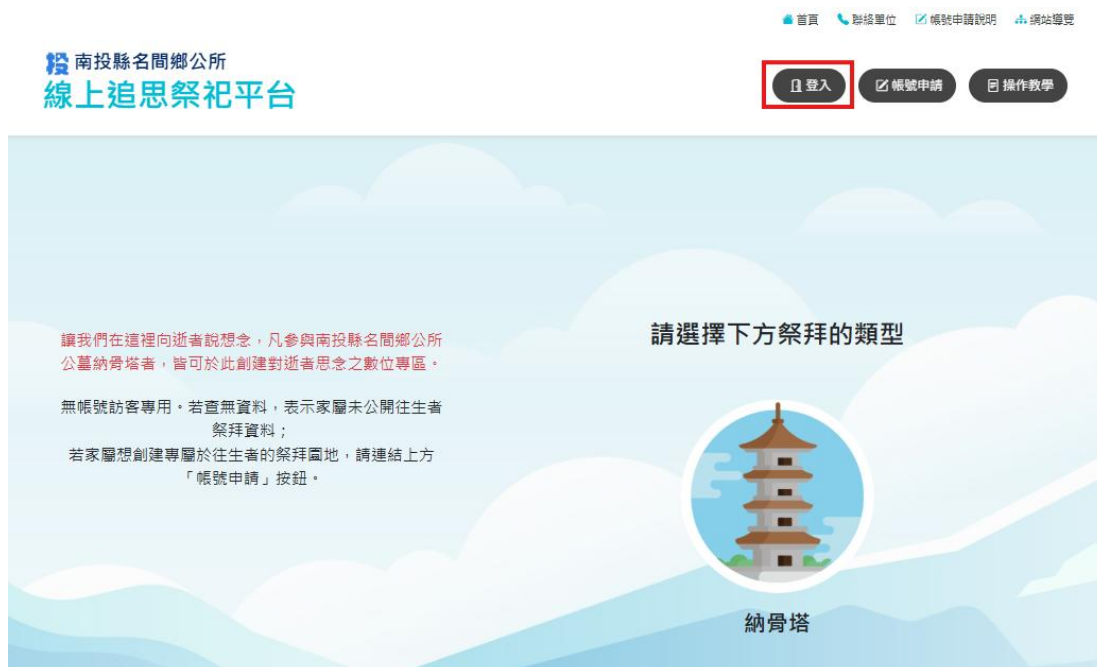 首頁 聯絡單位 帳號申請說明 網站導覽
投 南投縣名間鄉公所
線上追思祭祀平台
登入 帳號申請 操作教學
讓我們在這裡向逝者說想念，凡參與南投縣名間鄉公所
公墓納骨塔者，皆可於此創建對逝者思念之數位專區。
無帳號訪客專用。若查無資料，表示家屬未公開往生者
祭拜資料；
若家屬想創建專屬於往生者的祭拜園地，請連結上方
「帳號申請」按鈕。
請選擇下方祭拜的類型
納骨塔